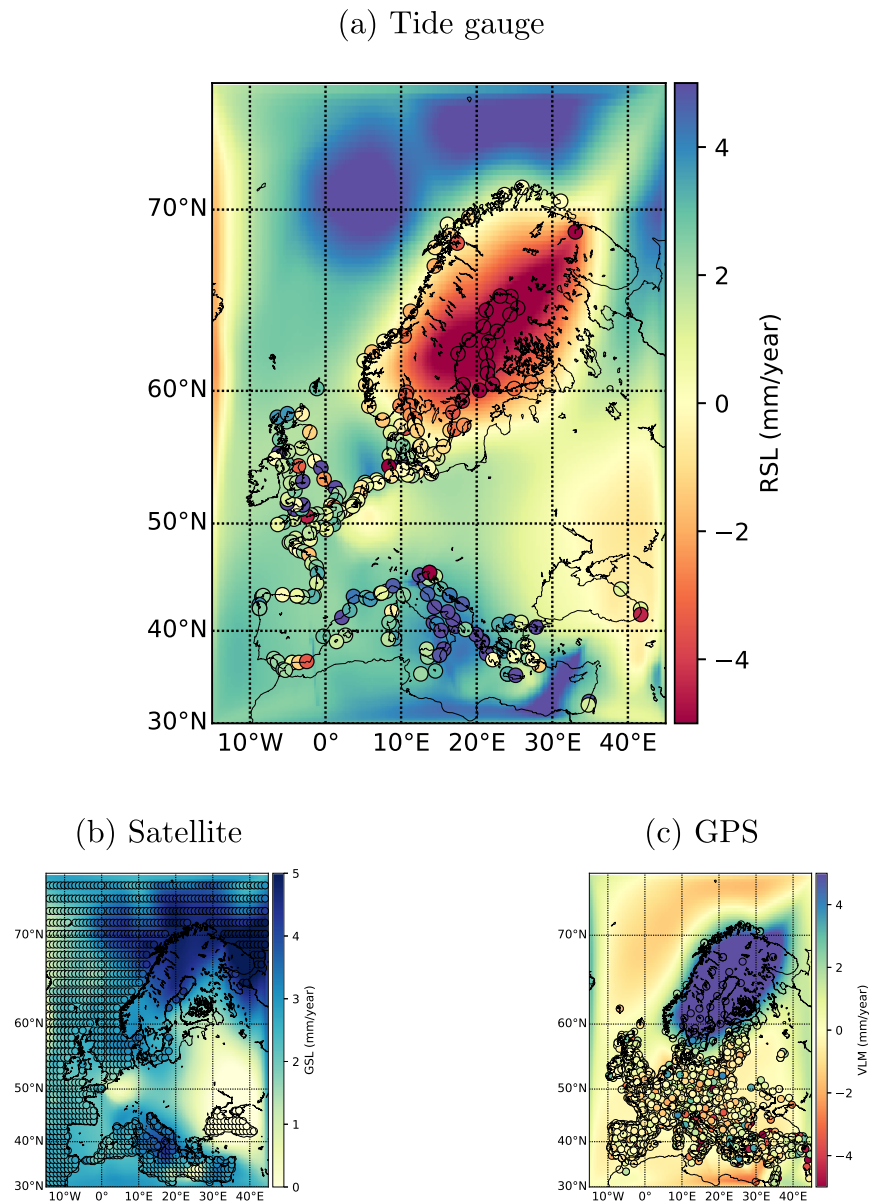 (a) Tide gauge
70°N
60°N
50°N
40°N
30°N
10°W 0° 10°E 20°E 30°E 40°E
4
2
0
−2
−4
RSL (mm/year)
(b) Satellite
70°N
60°N
50°N
40°N
30°N
10°W 0° 10°E 20°E 30°E 40°E
5
4
3
2
1
0
GSL (mm/year)
(c) GPS
70°N
60°N
50°N
40°N
30°N
10°W 0° 10°E 20°E 30°E 40°E
4
2
0
−2
−4
VLM (mm/year)